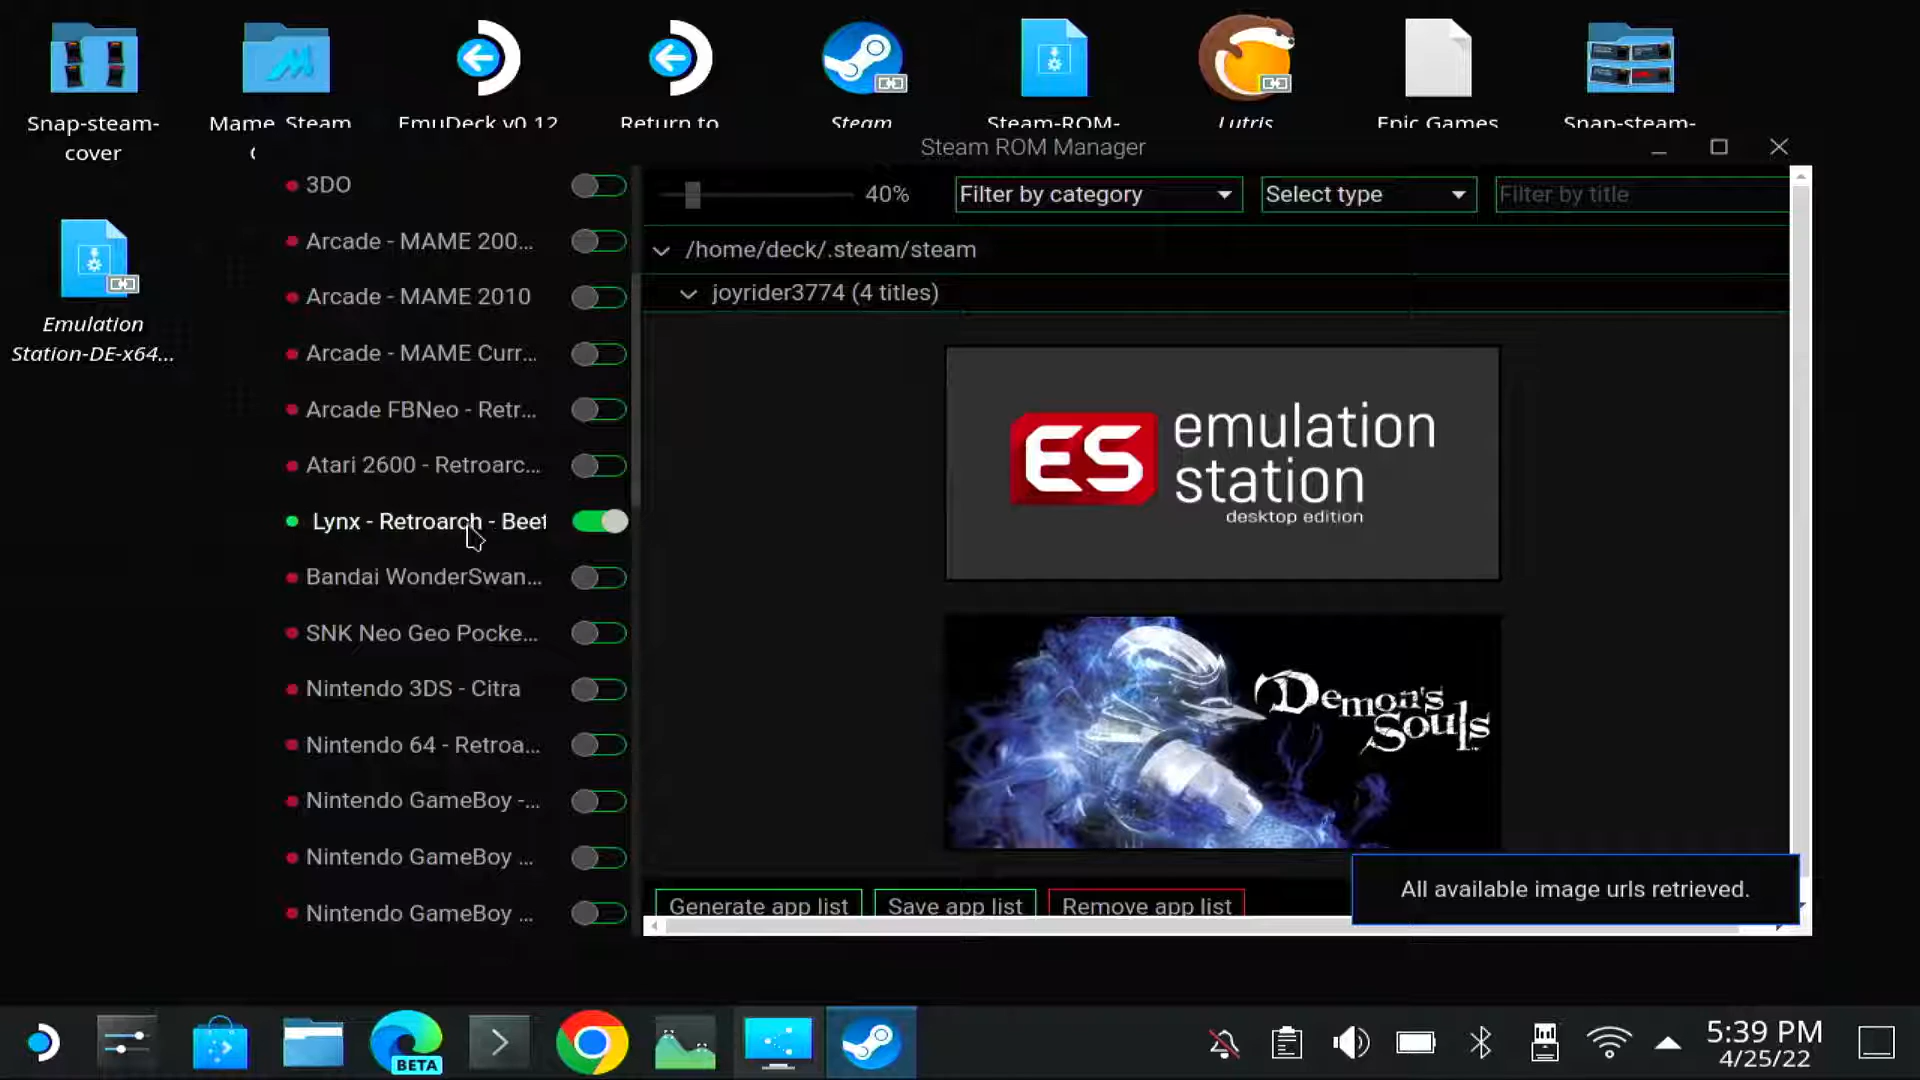 Snap-steam-
cover
Mame Steam
EmuDeck v0.12
Return to
Steam
Steam-ROM-
Lutris
Epic Games
Snap-steam-
Emulation
Station-DE-x64...
Steam ROM Manager
3DO
Arcade - MAME 200...
Arcade - MAME 2010
Arcade - MAME Curr...
Arcade FBNeo - Retr...
Atari 2600 - Retroarc...
Lynx - Retroarch - Beet
Bandai WonderSwan...
SNK Neo Geo Pocke...
Nintendo 3DS - Citra
Nintendo 64 - Retroa...
Nintendo GameBoy -...
Nintendo GameBoy ...
Nintendo GameBoy ...
40%
Filter by category
Select type
Filter by title
/home/deck/.steam/steam
joyrider3774 (4 titles)
ES emulation
station
desktop edition
Demon's
Souls
Generate app list
Save app list
Remove app list
All available image urls retrieved.
BETA
5:39 PM
4/25/22